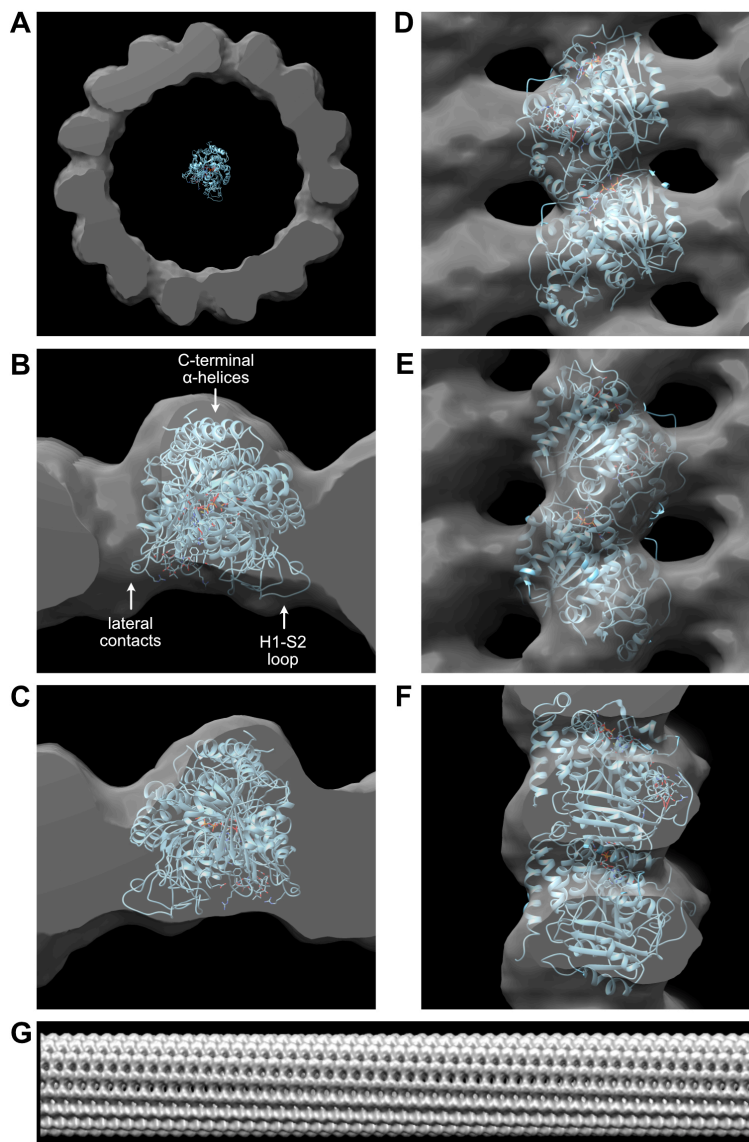 A
D
B
C-terminal
α-helices
lateral
contacts
H1-S2
loop
E
C
F
G